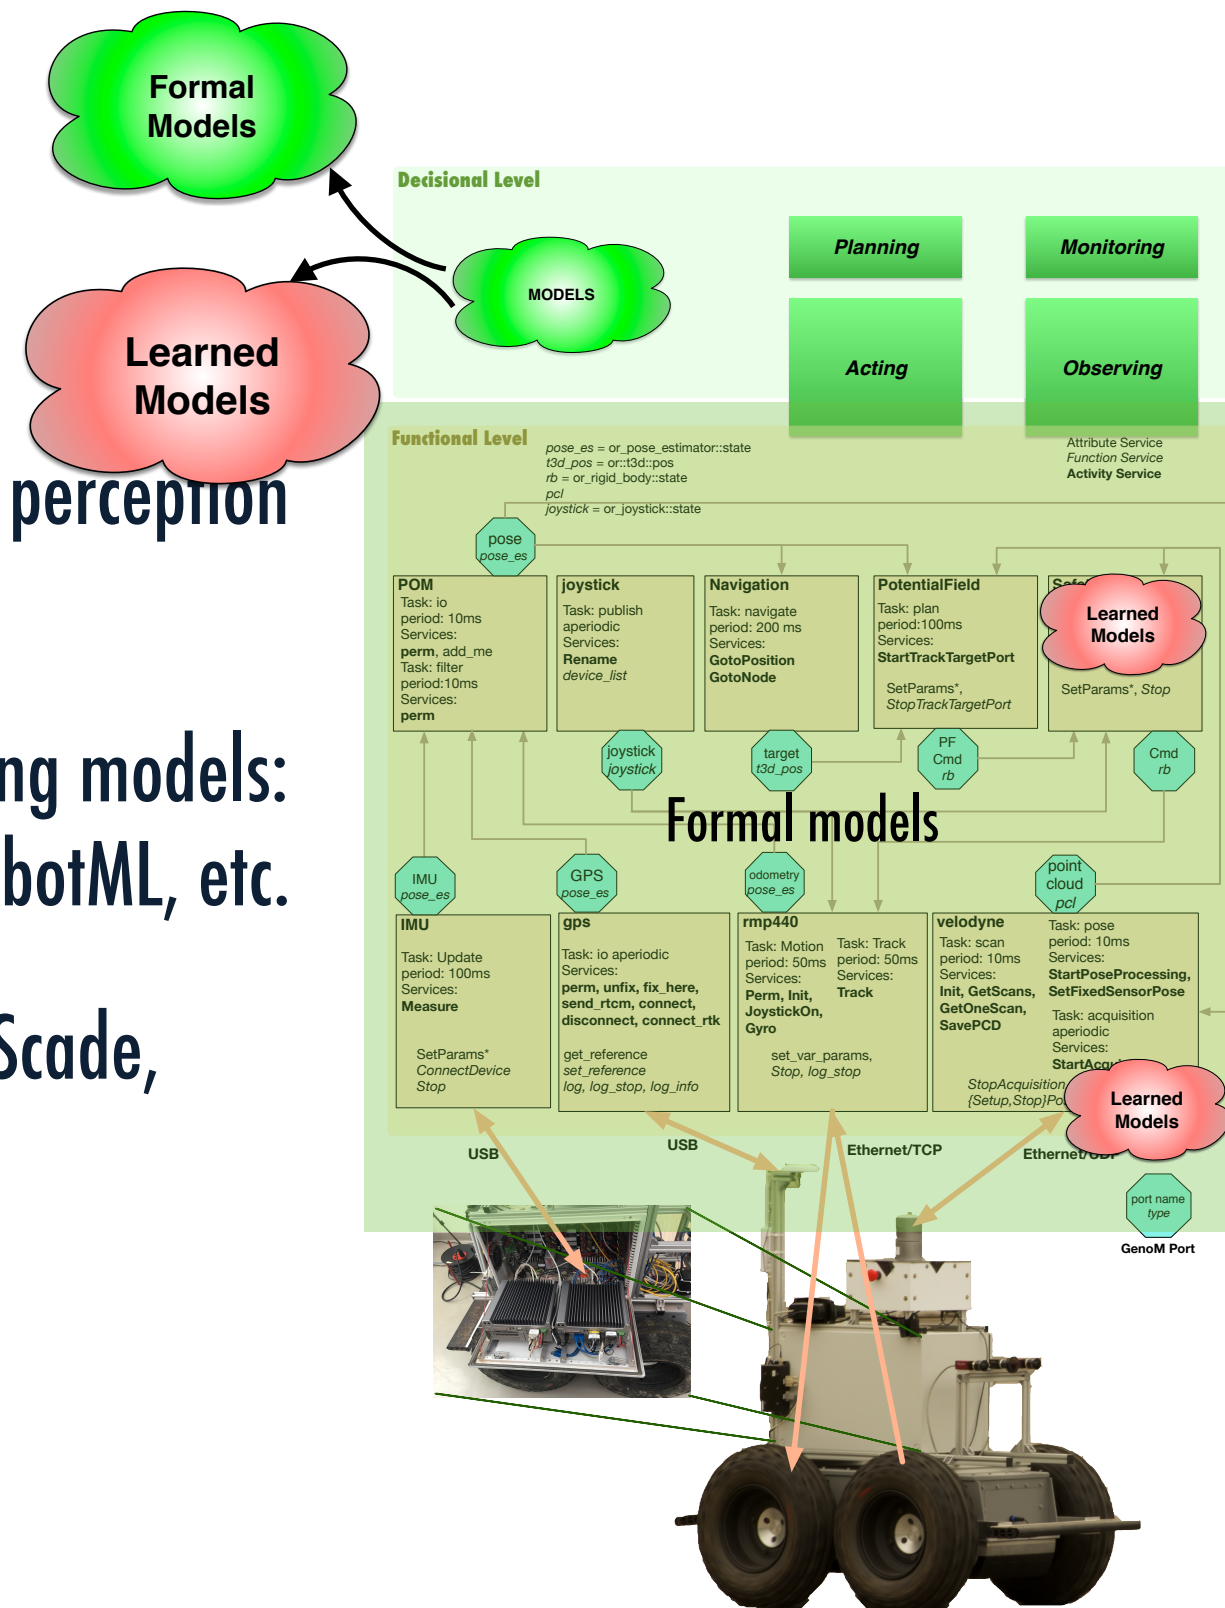 Formal
Models
Decisional Level
Planning
Monitoring
MODELS
Learned
Models
Acting
Observing
Functional Level
pose_es = or_pose_estimator::state
t3d_pos = or::t3d::pos
rb = or_rigid_body::state
pcl
joystick = or_joystick::state
Attribute Service
Function Service
Activity Service
perception
pose
pose_es
POM
Task: io
period: 10ms
Services:
perm, add_me
Task: filter
period:10ms
Services:
perm
joystick
Task: publish
aperiodic
Services:
Rename
device_list
Navigation
Task: navigate
period: 200 ms
Services:
GotoPosition
GotoNode
PotentialField
Task: plan
period:100ms
Services:
StartTrackTargetPort
SetParams*,
StopTrackTargetPort
Learned
Models
SetParams*, Stop
joystick
joystick
target
t3d_pos
PF
Cmd
rb
Cmd
rb
ng models:
Formal models
botML, etc.
IMU
pose_es
GPS
pose_es
odometry
pose_es
point
cloud
pcl
IMU
Task: Update
period: 100ms
Services:
Measure
SetParams*
ConnectDevice
Stop
gps
Task: io aperiodic
Services:
perm, unfix, fix_here,
send_rtcm, connect,
disconnect, connect_rtk
get_reference
set_reference
log, log_stop, log_info
rmp440
Task: Motion
period: 50ms
Services:
Perm, Init,
JoystickOn,
Gyro
Task: Track
period: 50ms
Services:
Track
set_var_params,
Stop, log_stop
velodyne
Task: scan
period: 10ms
Services:
Init, GetScans,
GetOneScan,
SavePCD
Task: pose
period: 10ms
Services:
StartPoseProcessing,
SetFixedSensorPose
Task: acquisition
aperiodic
Services:
StartAcq
StopAcquisition
{Setup,Stop}Po
Learned
Models
Scade,
USB
USB
Ethernet/TCP
Ethernet/UDP
port name
type
GenoM Port